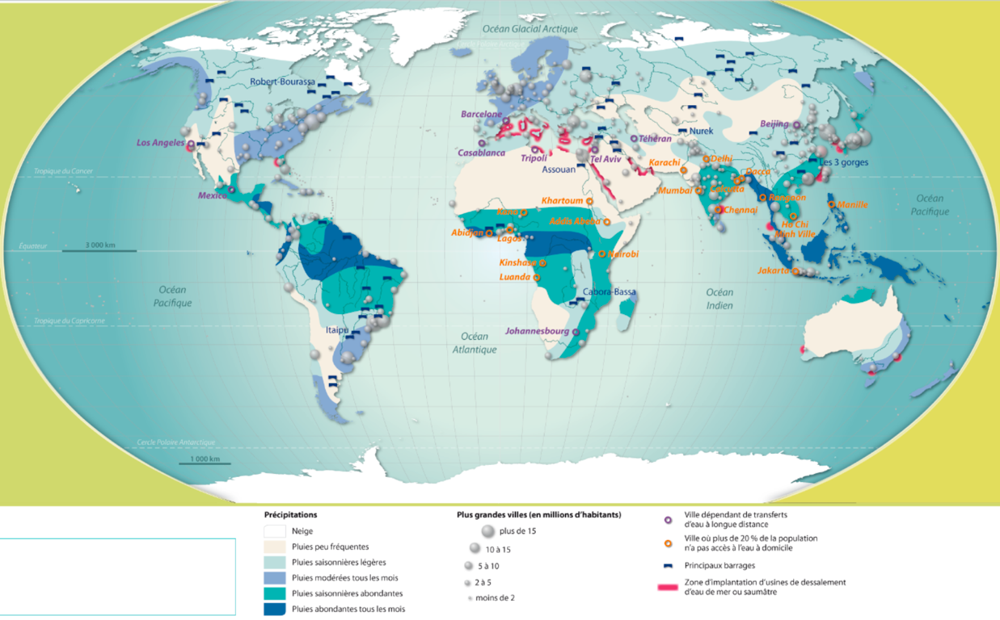 Océan Glacial Arctique
Robert-Bourassa
Barcelone
Beijing
Nurek
Los Angeles
Téhéran
Casablanca
Tripoli
Tel Aviv
Karachi
Delhi
Les 3 gorges
Tropique du Cancer
Assouan
Dacca
Mexico
Mumbai
Calcutta
Rangoon
Océan
Pacifique
Khartoum
Manille
Kano
Chennai
Addis Ababa
Hô Chi
Minh Ville
Abidjan
Lagos
Équateur
3 000 km
Nairobi
Kinshasa
Jakarta
Luanda
Océan
Pacifique
Cabora-Bassa
Océan
Indien
Tropique du Capricorne
Itaipu
Johannesbourg
Océan
Atlantique
Cercle Polaire Antarctique
1 000 km
Précipitations
Neige
Pluies peu fréquentes
Pluies saisonnières légères
Pluies modérées tous les mois
Pluies saisonnières abondantes
Pluies abondantes tous les mois
Plus grandes villes (en millions d'habitants)
plus de 15
10 à 15
5 à 10
2 à 5
moins de 2
Ville dépendant de transferts
d'eau à longue distance
Ville où plus de 20 % de la population
n'a pas accès à l'eau à domicile
Principaux barrages
Zone d'implantation d'usines de dessalement
d'eau de mer ou saumâtre